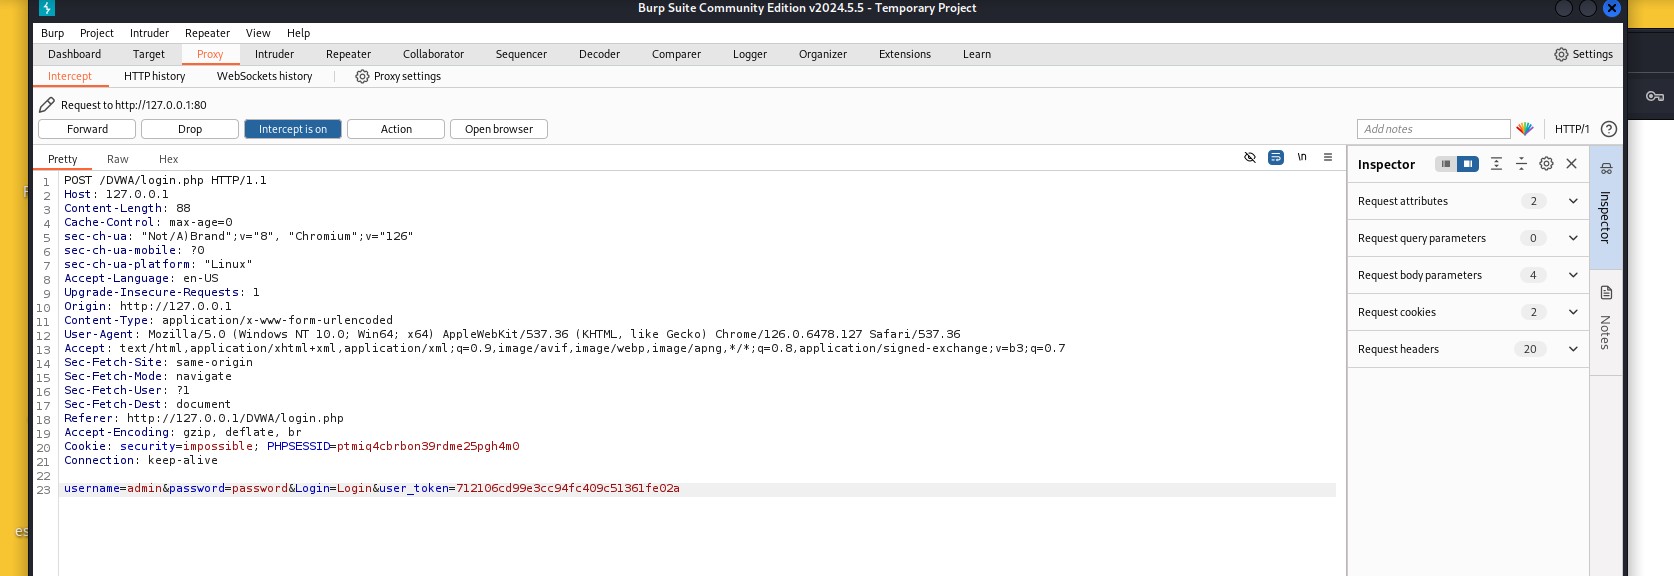 Burp Suite Community Edition v2024.5.5 - Temporary Project
Burp Project Intruder Repeater View Help
Dashboard Target Proxy Intruder Repeater Collaborator Sequencer Decoder Comparer Logger Organizer Extensions Learn Settings
Intercept HTTP history WebSockets history Proxy settings
Request to http://127.0.0.1:80
Forward Drop Intercept is on Action Open browser Add notes HTTP/1
Pretty Raw Hex \n
1 POST /DVWA/login.php HTTP/1.1
2 Host: 127.0.0.1
3 Content-Length: 88
4 Cache-Control: max-age=0
5 sec-ch-ua: "Not/A)Brand";v="8", "Chromium";v="126"
6 sec-ch-ua-mobile: ?0
7 sec-ch-ua-platform: "Linux"
8 Accept-Language: en-US
9 Upgrade-Insecure-Requests: 1
10 Origin: http://127.0.0.1
11 Content-Type: application/x-www-form-urlencoded
12 User-Agent: Mozilla/5.0 (Windows NT 10.0; Win64; x64) AppleWebKit/537.36 (KHTML, like Gecko) Chrome/126.0.6478.127 Safari/537.36
13 Accept: text/html,application/xhtml+xml,application/xml;q=0.9,image/avif,image/webp,image/apng,*/*;q=0.8,application/signed-exchange;v=b3;q=0.7
14 Sec-Fetch-Site: same-origin
15 Sec-Fetch-Mode: navigate
16 Sec-Fetch-User: ?1
17 Sec-Fetch-Dest: document
18 Referer: http://127.0.0.1/DVWA/login.php
19 Accept-Encoding: gzip, deflate, br
20 Cookie: security=impossible; PHPSESSID=ptmiq4cbrbon39rdme25pgh4m0
21 Connection: keep-alive
22
23 username=admin&password=password&Login=Login&user_token=712106cd99e3cc94fc409c51361fe02a
Inspector
Request attributes 2
Request query parameters 0
Request body parameters 4
Request cookies 2
Request headers 20
Inspector
Notes
es